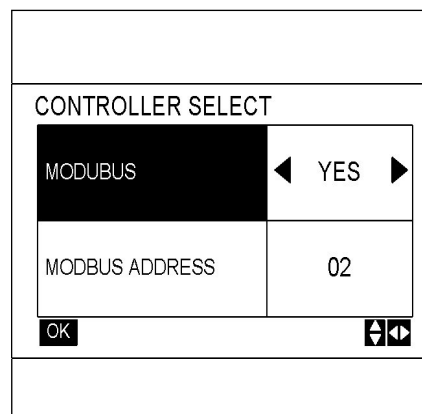 CONTROLLER SELECT
MODUBUS YES
MODBUS ADDRESS 02
OK